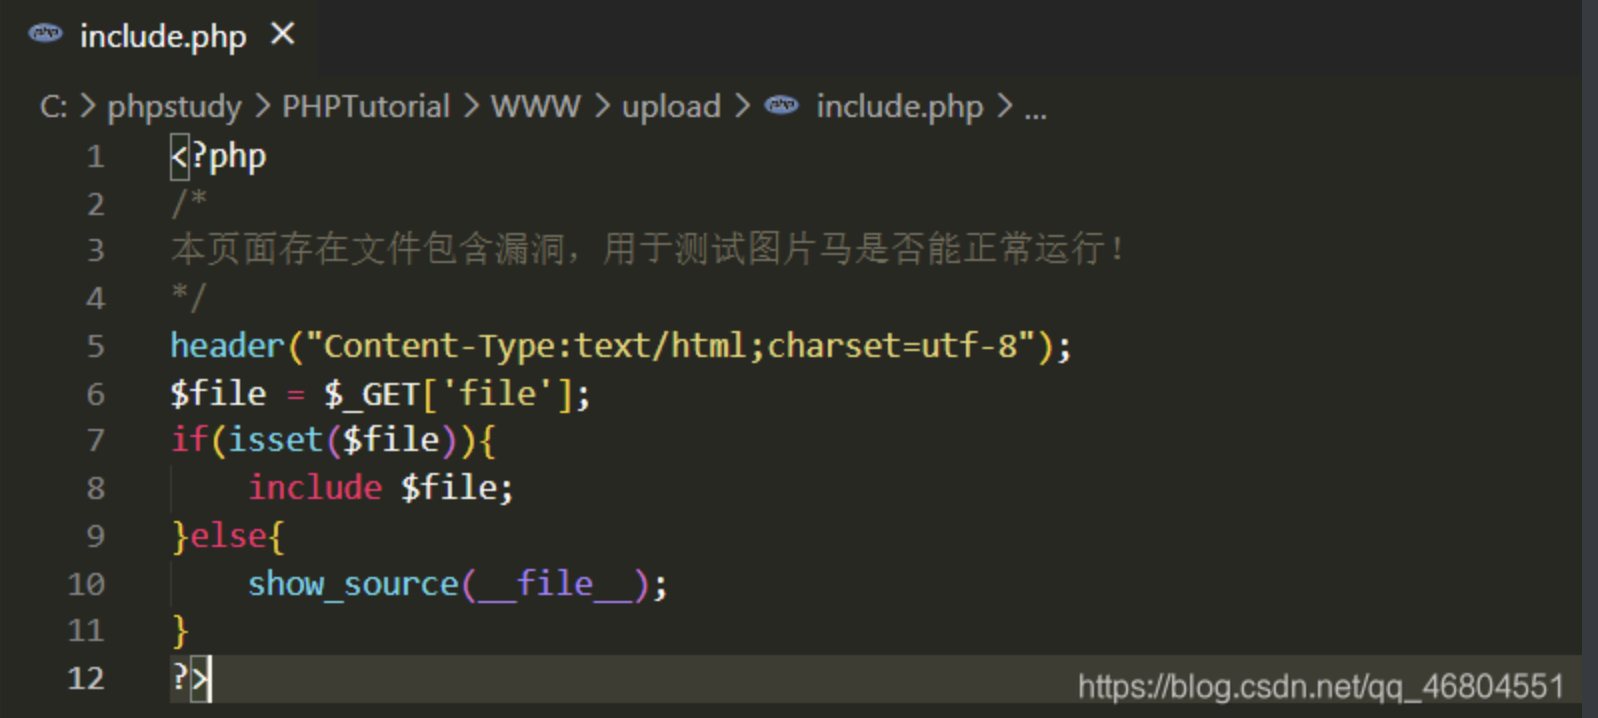 include.php ×
C: > phpstudy > PHPTutorial > WWW > upload > include.php > ...
1 <?php
2 /*
3 本页面存在文件包含漏洞，用于测试图片马是否能正常运行！
4 */
5 header("Content-Type:text/html;charset=utf-8");
6 $file = $_GET['file'];
7 if(isset($file)){
8     include $file;
9 }else{
10     show_source(__file__);
11 }
12 ?>
https://blog.csdn.net/qq_46804551